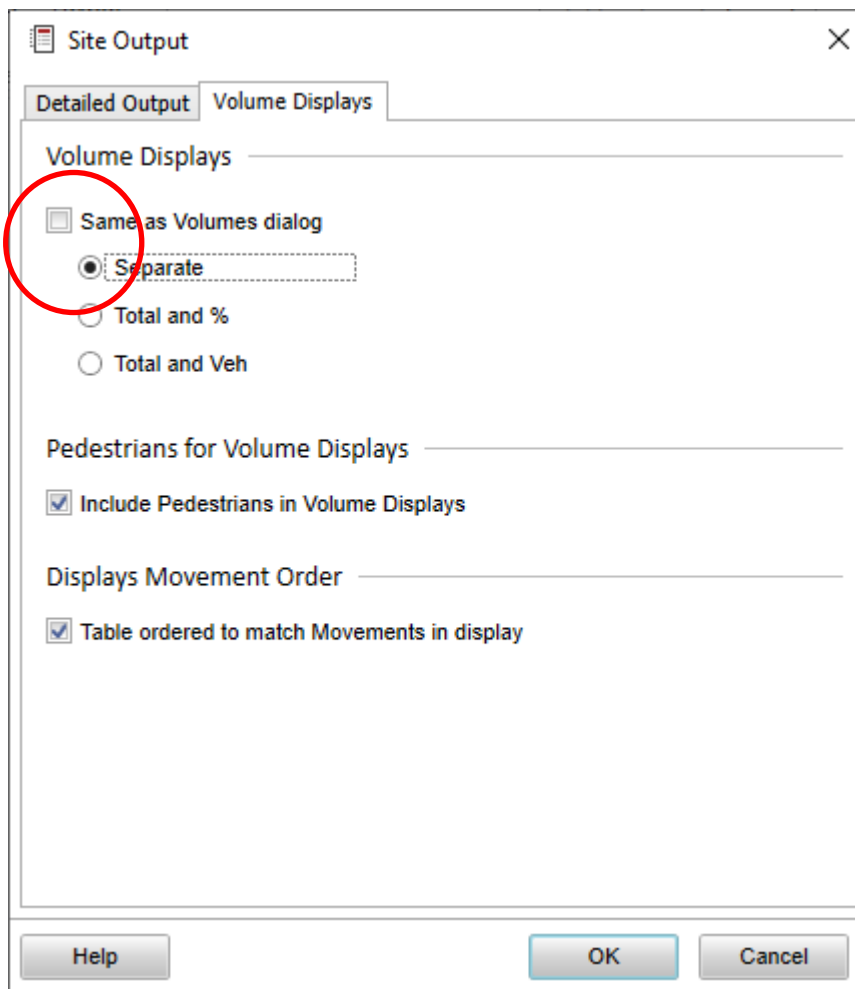 Site Output
Detailed Output Volume Displays
Volume Displays
Same as Volumes dialog
Separate
Total and %
Total and Veh
Pedestrians for Volume Displays
Include Pedestrians in Volume Displays
Displays Movement Order
Table ordered to match Movements in display
Help OK Cancel